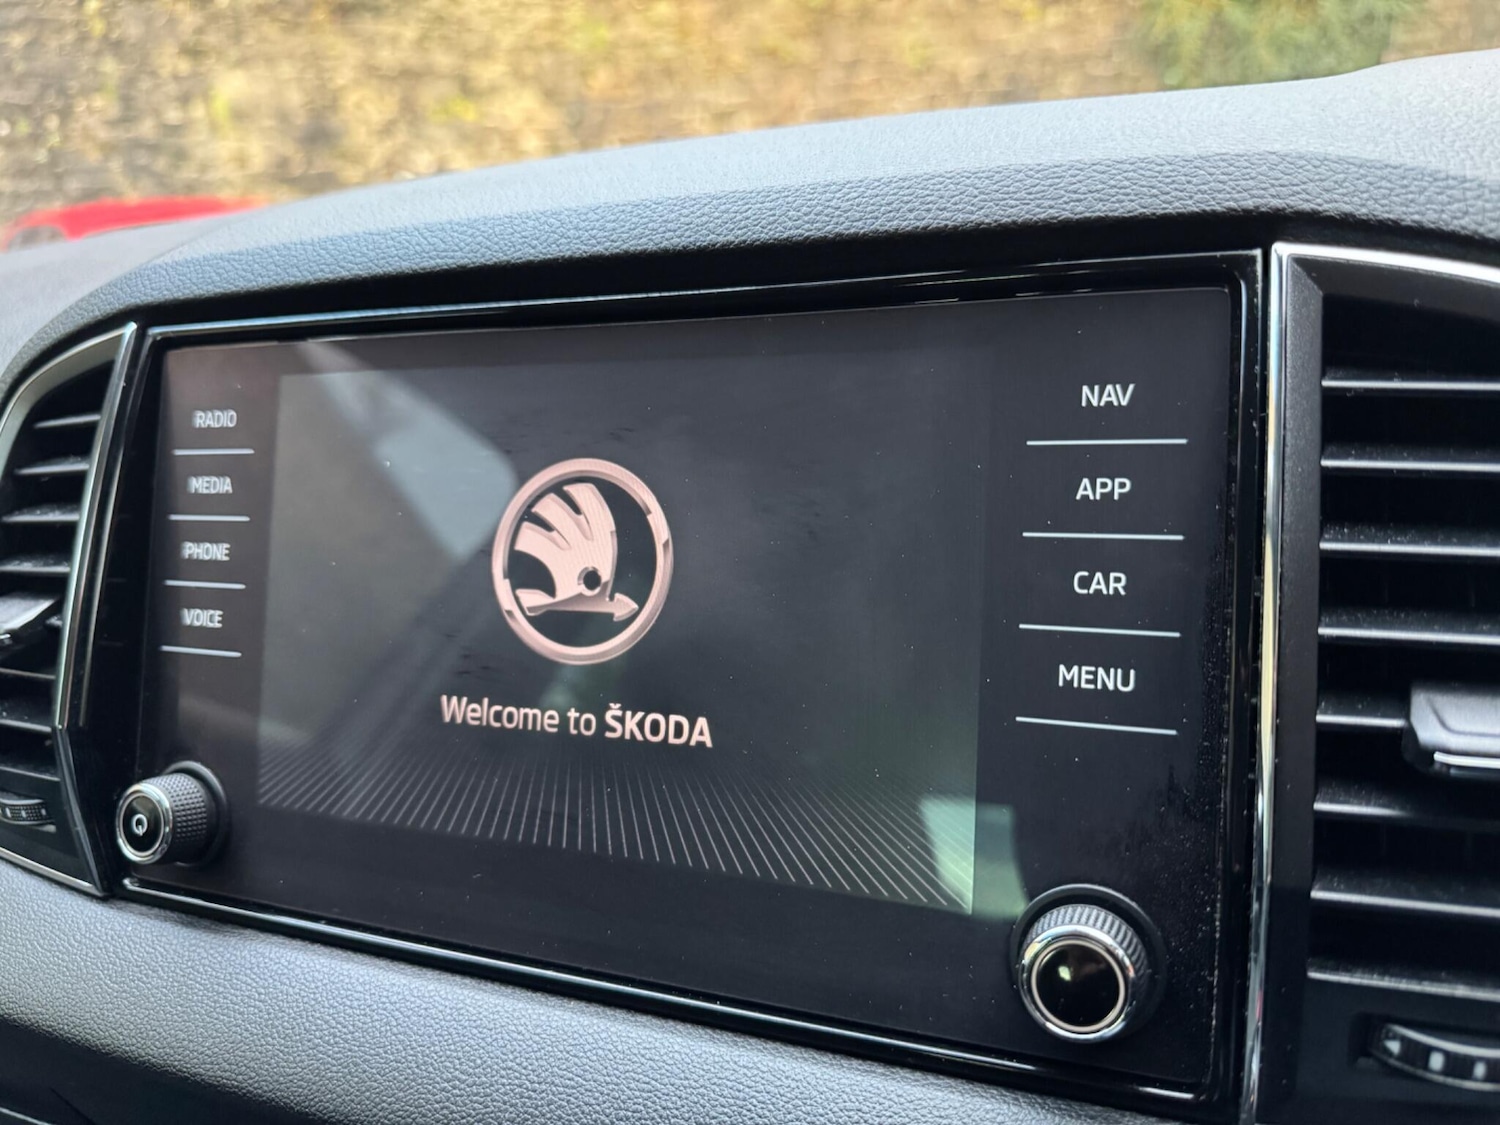 RADIO
MEDIA
PHONE
VOICE
Welcome to ŠKODA
NAV
APP
CAR
MENU